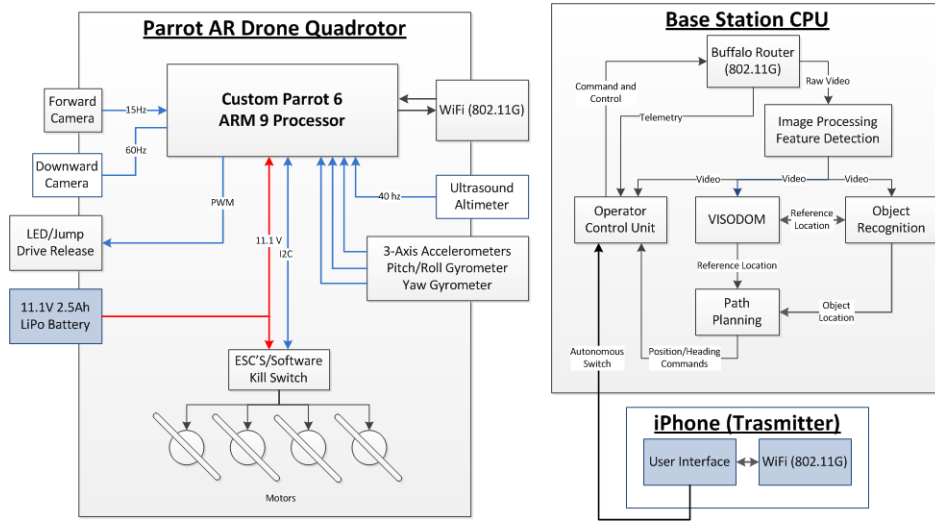 Parrot AR Drone Quadrotor
Forward
Camera
15Hz
Custom Parrot 6
ARM 9 Processor
WiFi (802.11G)
Downward
Camera
60Hz
PWM
40 hz
Ultrasound
Altimeter
LED/Jump
Drive Release
11.1 V
I2C
3-Axis Accelerometers
Pitch/Roll Gyrometer
Yaw Gyrometer
11.1V 2.5Ah
LiPo Battery
ESC'S/Software
Kill Switch
Motors
Base Station CPU
Buffalo Router
(802.11G)
Command and
Control
Raw Video
Telemetry
Image Processing
Feature Detection
Video
Video
Video
Operator
Control Unit
VISODOM
Reference
Location
Object
Recognition
Reference Location
Path
Planning
Object
Location
Autonomous
Switch
Position/Heading
Commands
iPhone (Trasmitter)
User Interface
WiFi (802.11G)